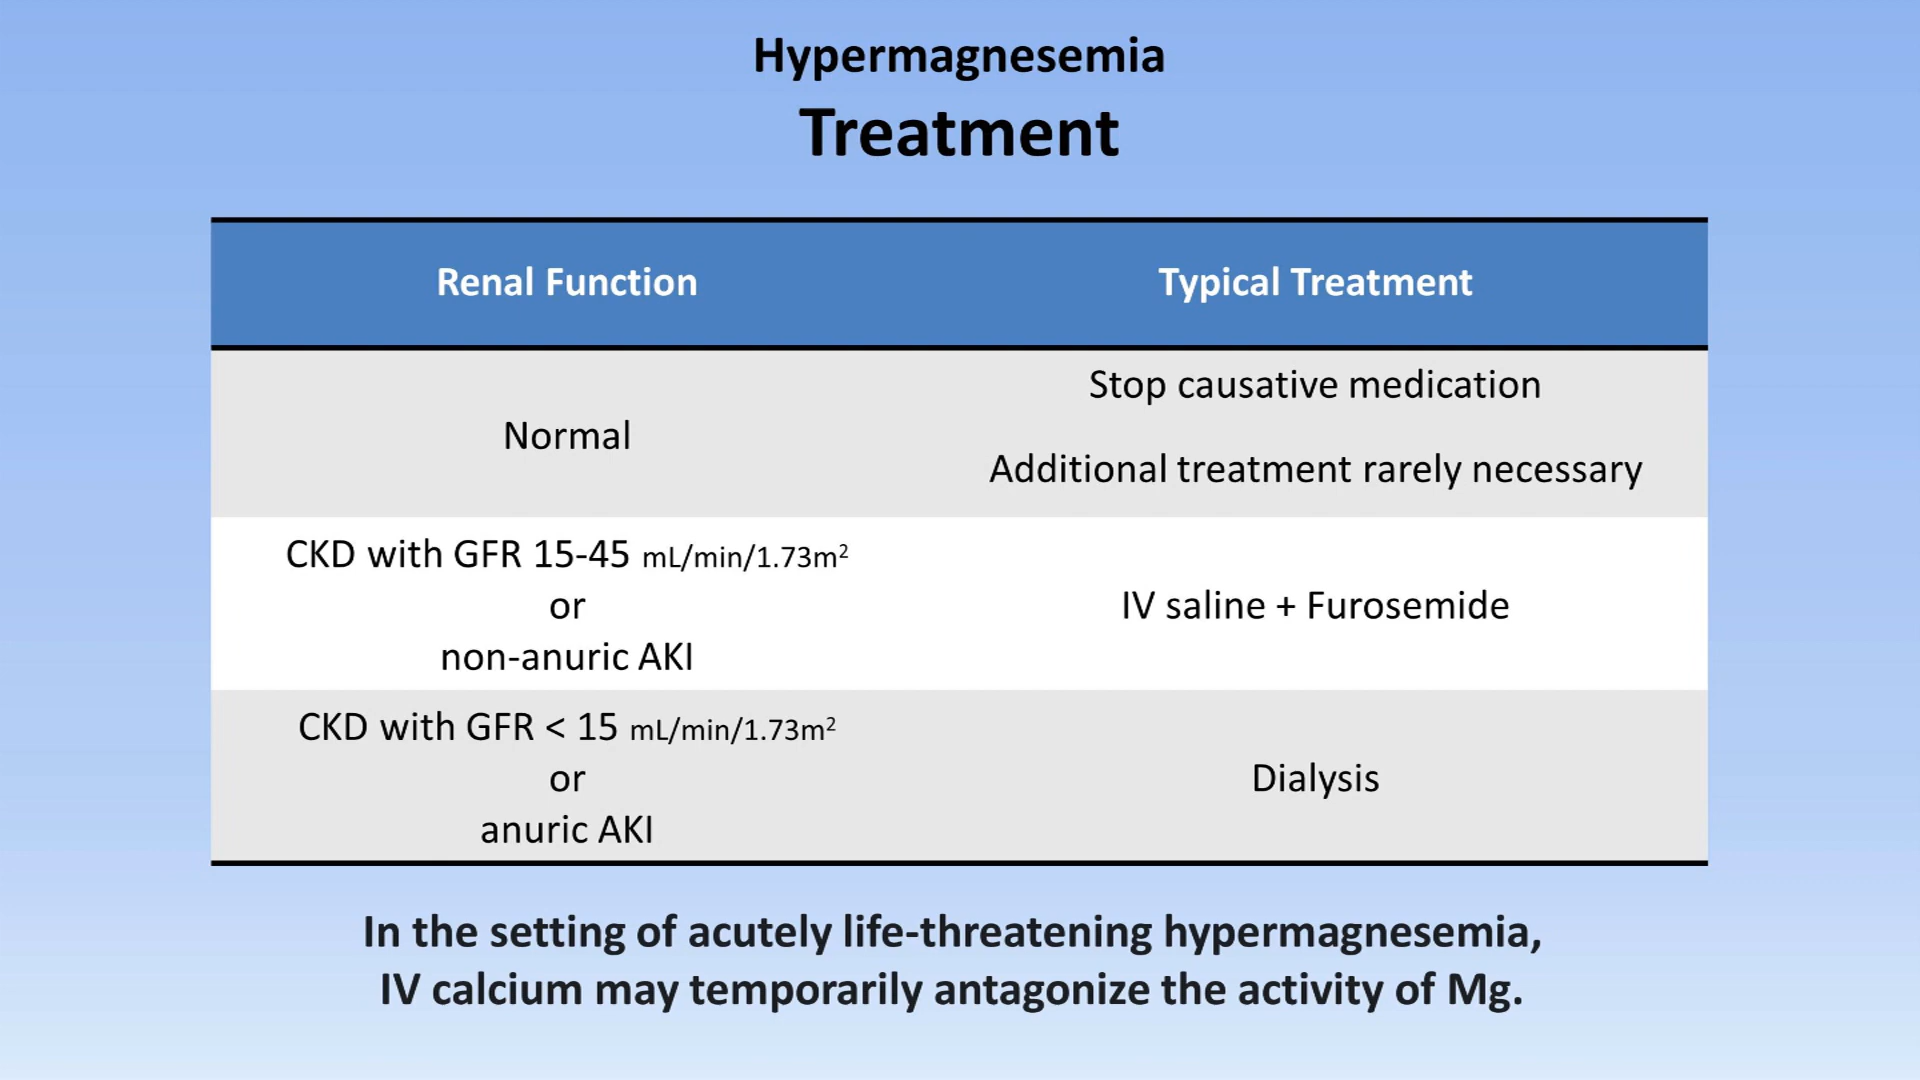 Hypermagnesemia
Treatment
Renal Function
Typical Treatment
Normal
Stop causative medication
Additional treatment rarely necessary
CKD with GFR 15-45 mL/min/1.73m²
or
non-anuric AKI
IV saline + Furosemide
CKD with GFR < 15 mL/min/1.73m²
or
anuric AKI
Dialysis
In the setting of acutely life-threatening hypermagnesemia,
IV calcium may temporarily antagonize the activity of Mg.